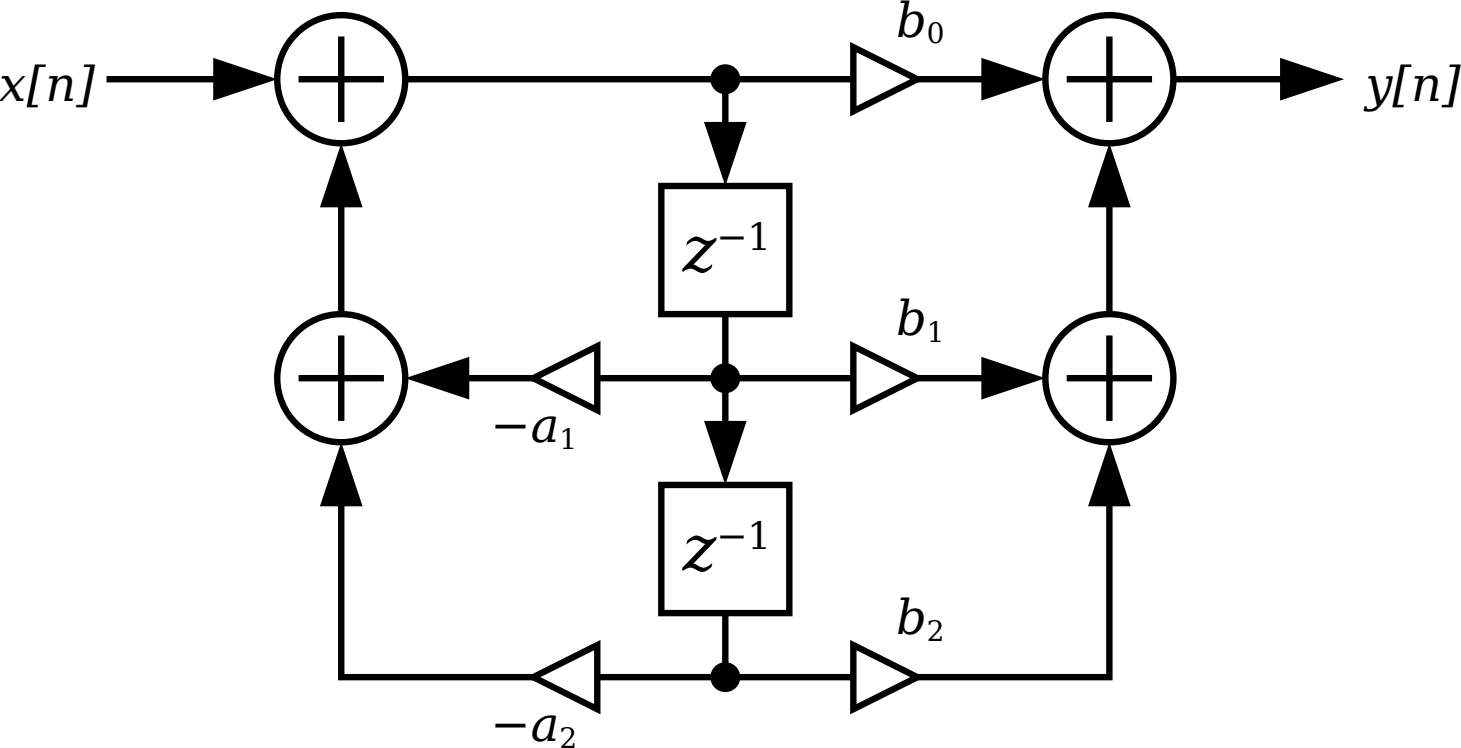 b₀
x[n]
y[n]
z⁻¹
b₁
−a₁
z⁻¹
b₂
−a₂